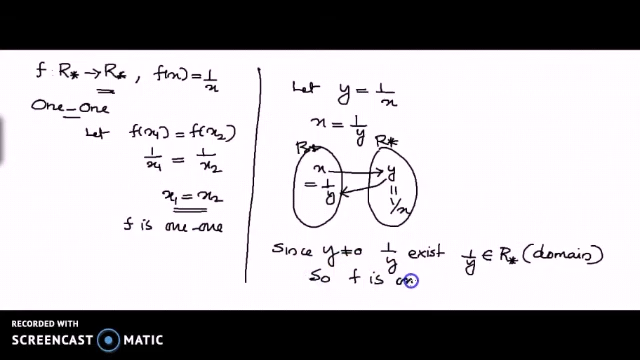 f: R* → R*, f(x) = 1/x
One-One
Let f(x1) = f(x2)
1/x1 = 1/x2
x1 = x2
f is one-one
Let y = 1/x
x = 1/y
R* R*
x y
= 1/y = 1/x
Since y≠0 1/y exist 1/y ∈ R* (domain)
So f is on
RECORDED WITH
SCREENCAST MATIC